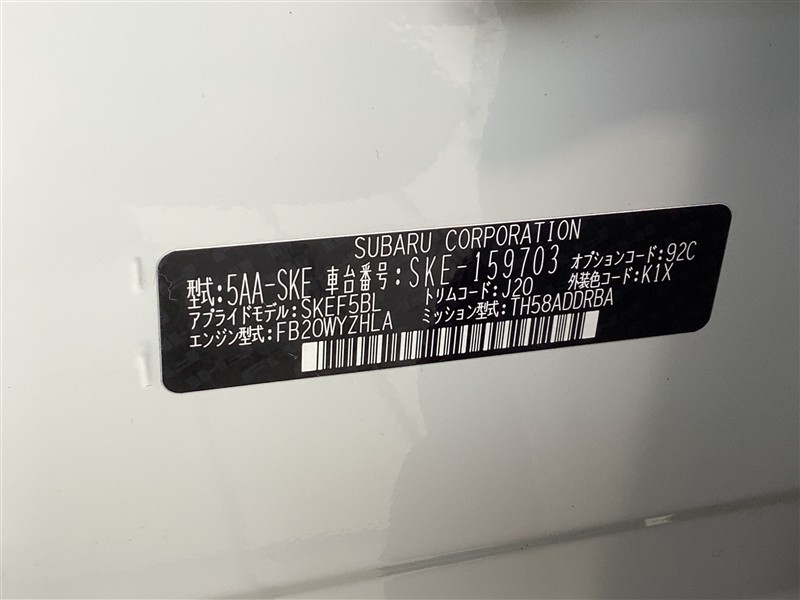 SUBARU CORPORATION
型式:5AA-SKE 車台番号:SKE-159703 オプションコード:92C
アプライドモデル:SKEF5BL トリムコード:J20 外装色コード:K1X
エンジン型式:FB20WYZHLA ミッション型式:TH58ADDRBA